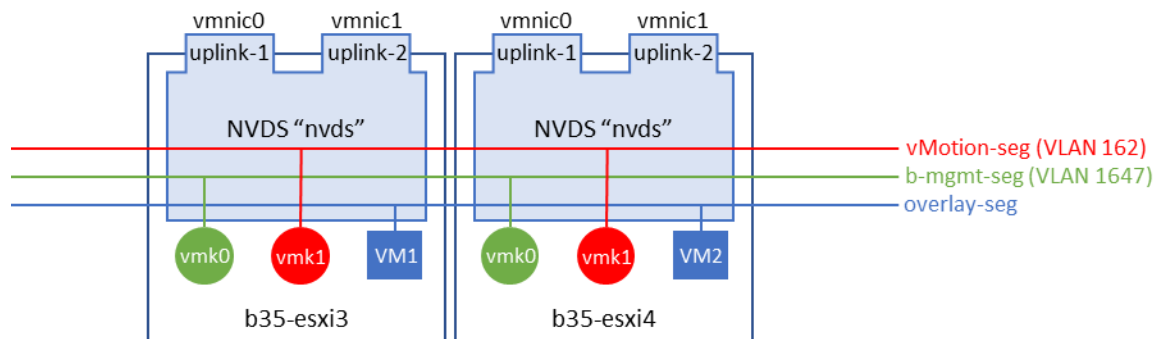 vmnic0 vmnic1 vmnic0 vmnic1
uplink-1 uplink-2 uplink-1 uplink-2
NVDS “nvds” NVDS “nvds”
vMotion-seg (VLAN 162)
b-mgmt-seg (VLAN 1647)
overlay-seg
vmk0 vmk1 VM1 vmk0 vmk1 VM2
b35-esxi3 b35-esxi4